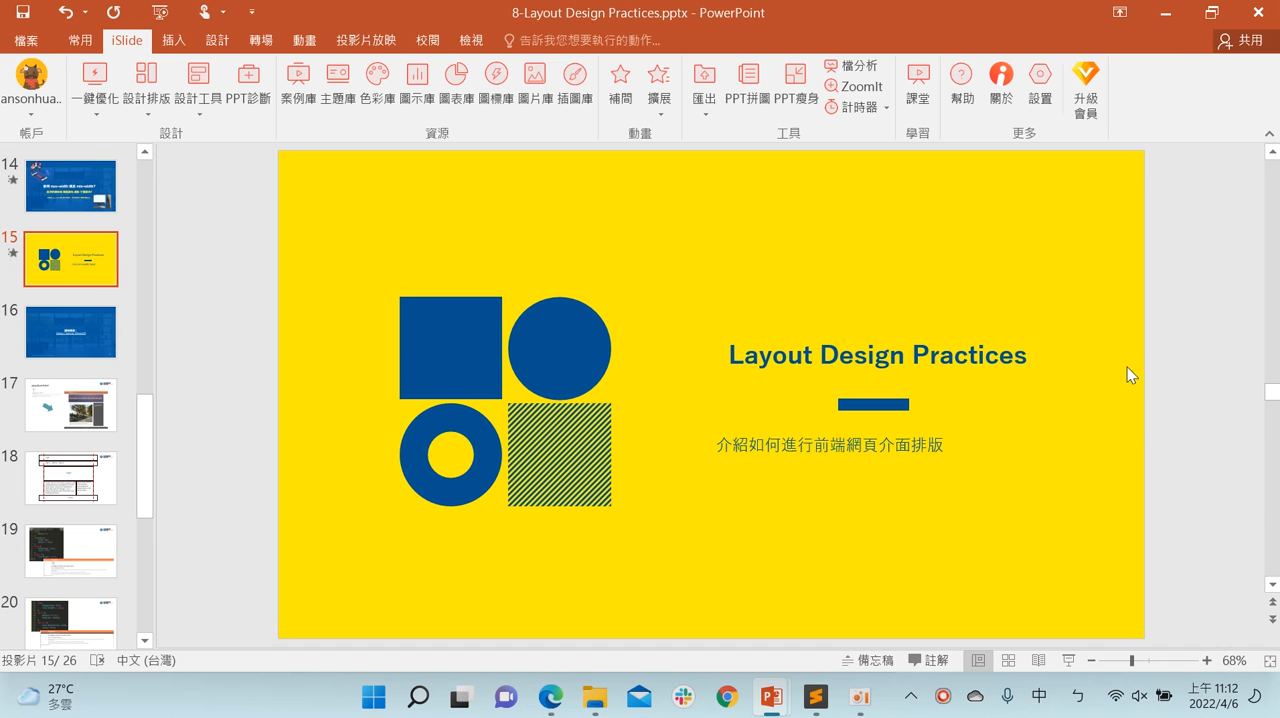 8-Layout Design Practices.pptx - PowerPoint
檔案 常用 iSlide 插入 設計 轉場 動畫 投影片放映 校閱 檢視 告訴我您想要執行的動作... 共用
ansonhua.. 一鍵優化 設計排版 設計工具 PPT診斷 案例庫 主題庫 色彩庫 圖示庫 圖表庫 圖標庫 圖片庫 插圖庫 補間 擴展 匯出 PPT拼圖 PPT瘦身 檔分析 ZoomIt 計時器 課堂 幫助 關於 設置 升級會員
帳戶 設計 資源 動畫 工具 學習 更多
14
15
16
17
18
19
20
Layout Design Practices
介紹如何進行前端網頁介面排版
投影片 15/ 26 中文 (台灣) 備忘稿 註解 68%
27°C
多雲
中
上午 11:12
2022/4/6